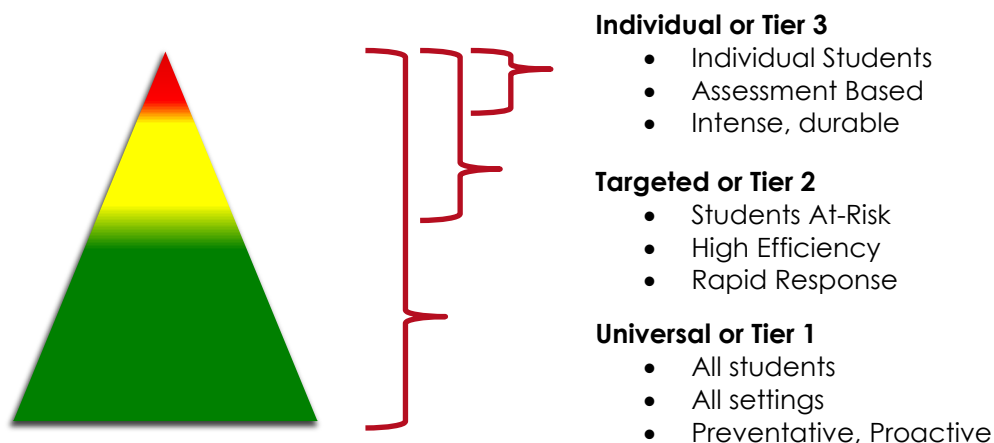 Individual or Tier 3
• Individual Students
• Assessment Based
• Intense, durable
Targeted or Tier 2
• Students At-Risk
• High Efficiency
• Rapid Response
Universal or Tier 1
• All students
• All settings
• Preventative, Proactive